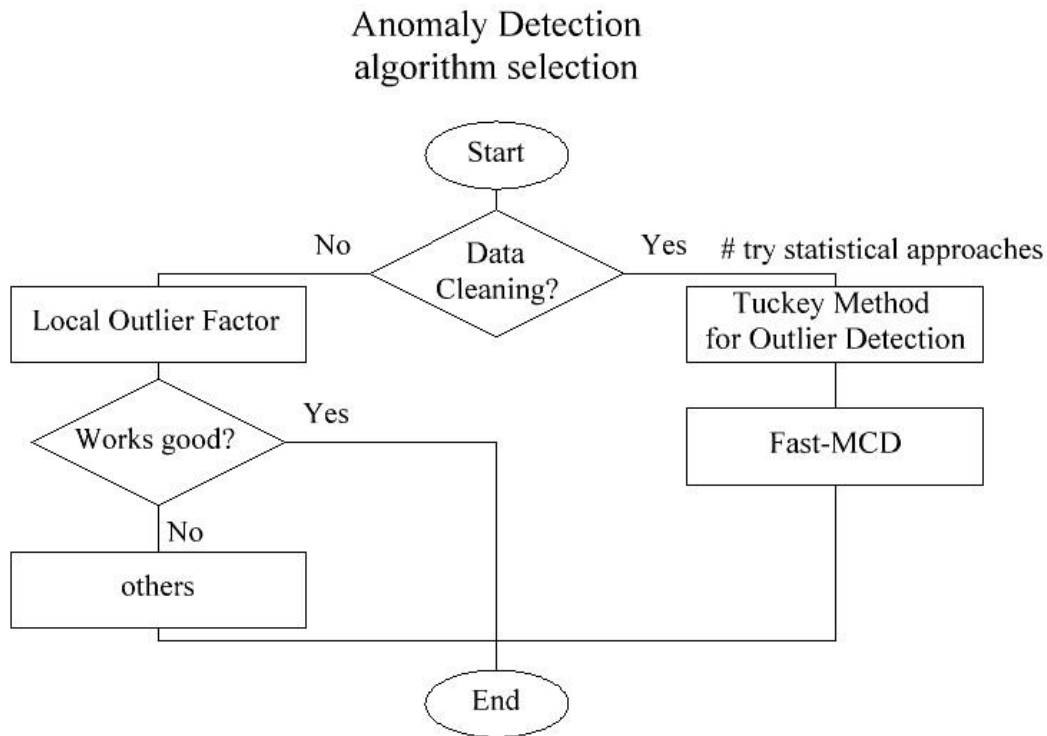 Anomaly Detection
algorithm selection
Start
No
Data
Cleaning?
Yes
# try statistical approaches
Local Outlier Factor
Tuckey Method
for Outlier Detection
Works good?
Yes
Fast-MCD
No
others
End